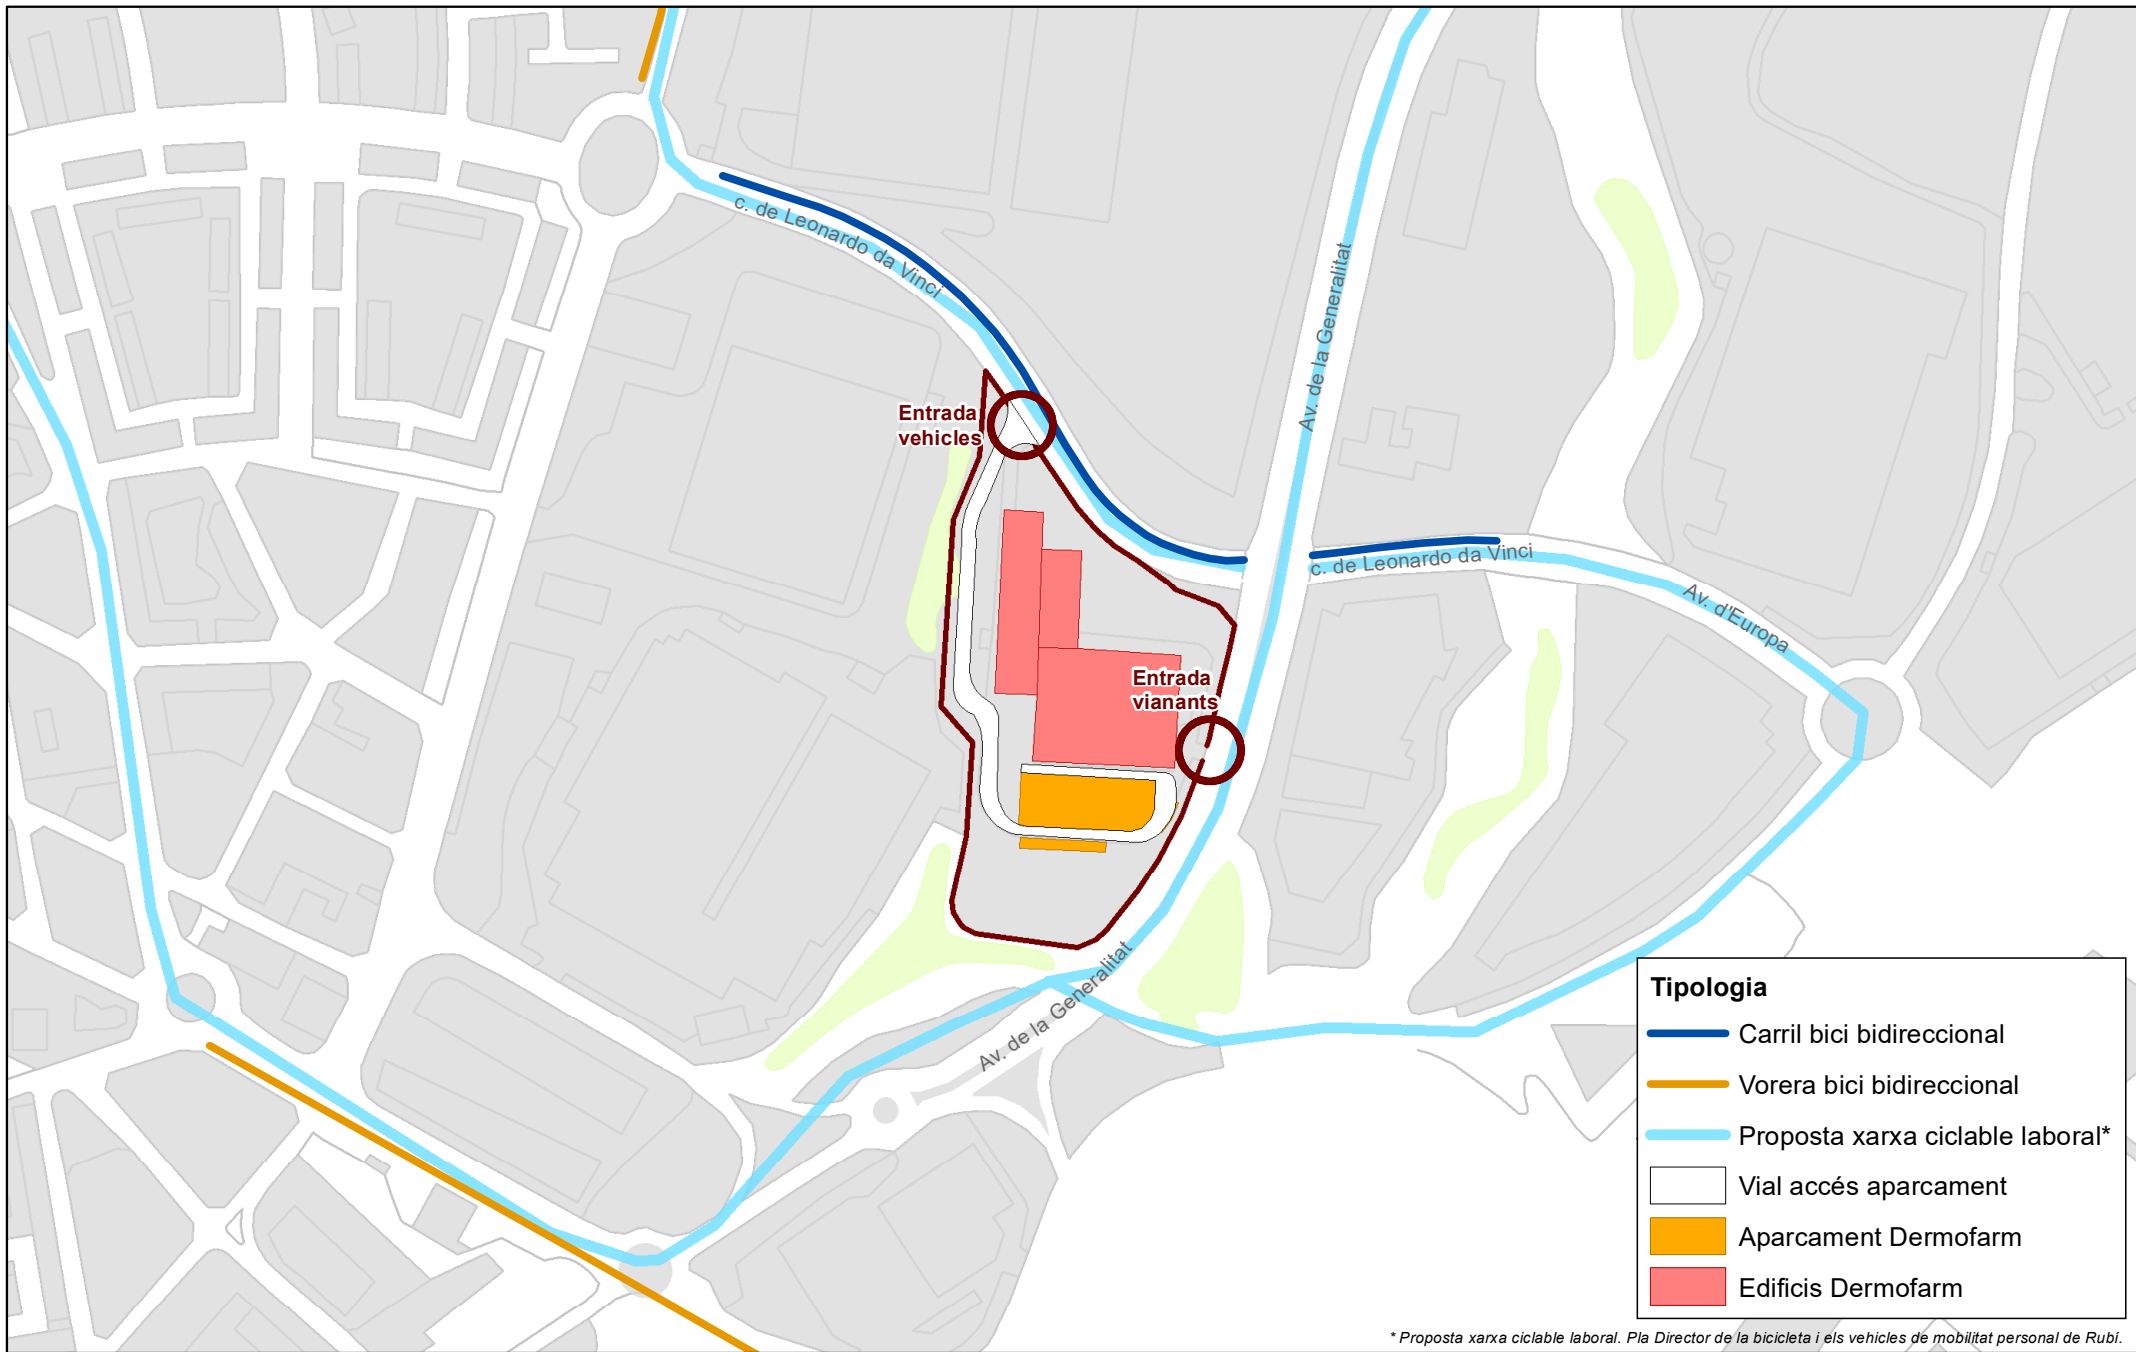 c. de Leonardo da Vinci
Av. de la Generalitat
Entrada
vehicles
c. de Leonardo da Vinci
Av. d'Europa
Entrada
vianants
Av. de la Generalitat
Tipologia
Carril bici bidireccional
Vorera bici bidireccional
Proposta xarxa ciclable laboral*
Vial accés aparcament
Aparcament Dermofarm
Edificis Dermofarm
* Proposta xarxa ciclable laboral. Pla Director de la bicicleta i els vehicles de mobilitat personal de Rubí.